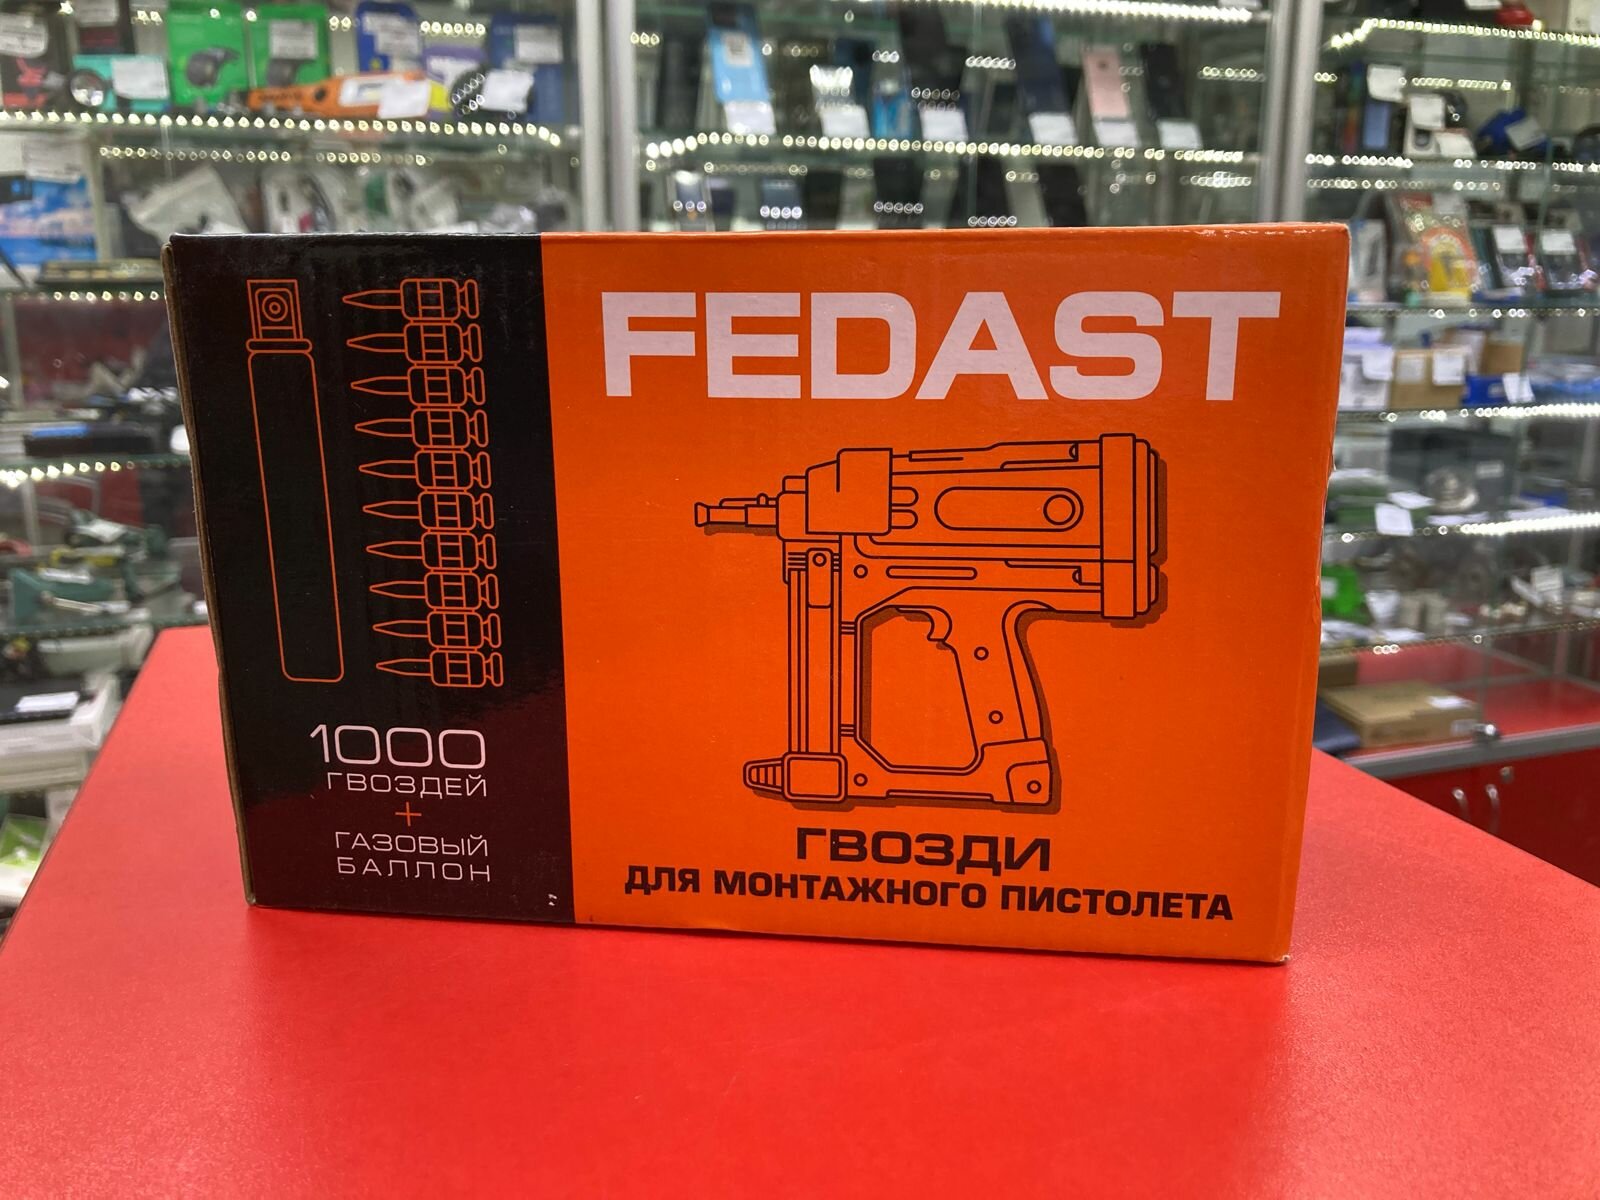 FEDAST
1000
ГВОЗДЕЙ
+
ГАЗОВЫЙ
БАЛЛОН
ГВОЗДИ
ДЛЯ МОНТАЖНОГО ПИСТОЛЕТА